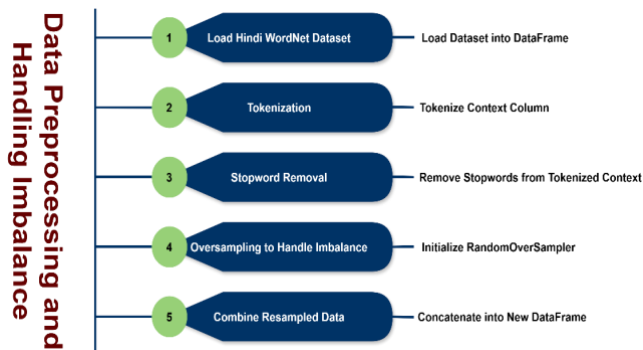 Data Preprocessing and
Handling Imbalance
1 Load Hindi WordNet Dataset Load Dataset into DataFrame
2 Tokenization Tokenize Context Column
3 Stopword Removal Remove Stopwords from Tokenized Context
4 Oversampling to Handle Imbalance Initialize RandomOverSampler
5 Combine Resampled Data Concatenate into New DataFrame